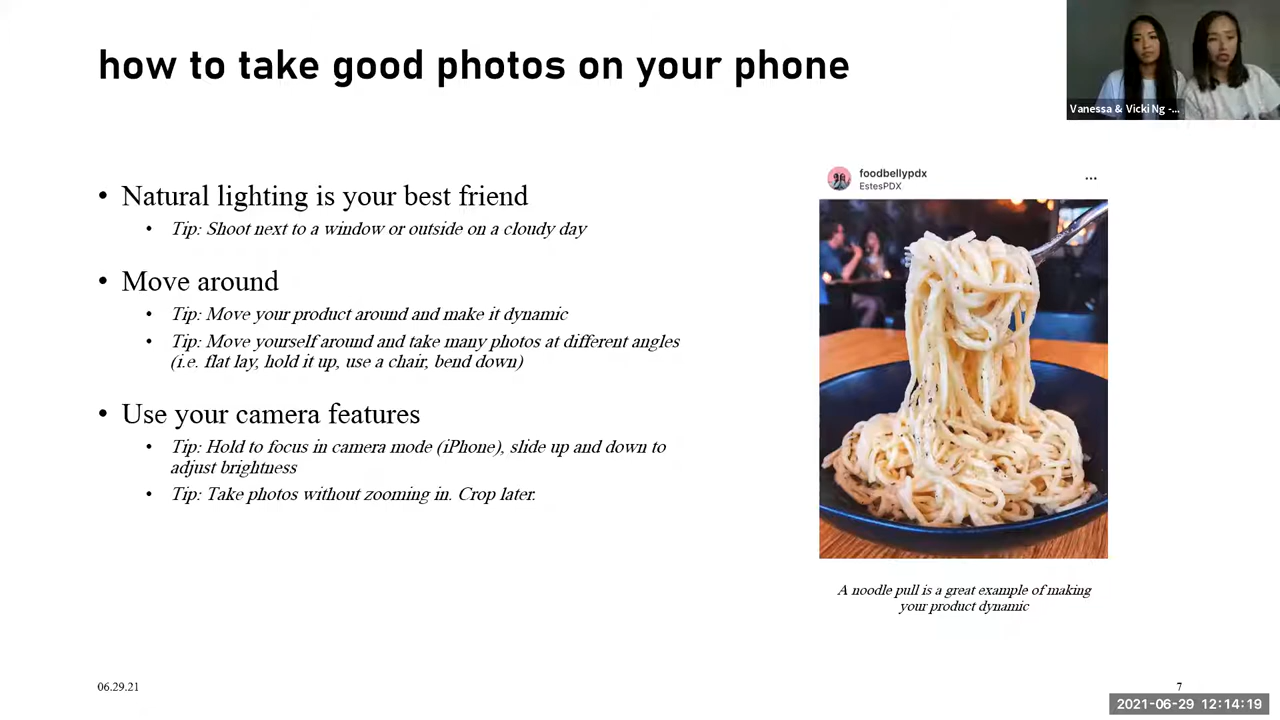 how to take good photos on your phone
Vanessa & Vicki Ng -...
• Natural lighting is your best friend
• Tip: Shoot next to a window or outside on a cloudy day
• Move around
• Tip: Move your product around and make it dynamic
• Tip: Move yourself around and take many photos at different angles
(i.e. flat lay, hold it up, use a chair, bend down)
• Use your camera features
• Tip: Hold to focus in camera mode (iPhone), slide up and down to
adjust brightness
• Tip: Take photos without zooming in. Crop later.
foodbellypdx
EstesPDX
...
A noodle pull is a great example of making
your product dynamic
06.29.21
7
2021-06-29 12:14:19